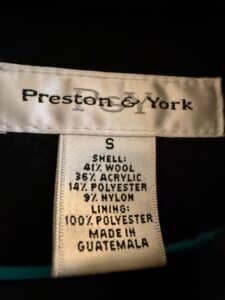 P&Y
Preston & York
S
SHELL:
41% WOOL
36% ACRYLIC
14% POLYESTER
9% NYLON
LINING:
100% POLYESTER
MADE IN
GUATEMALA